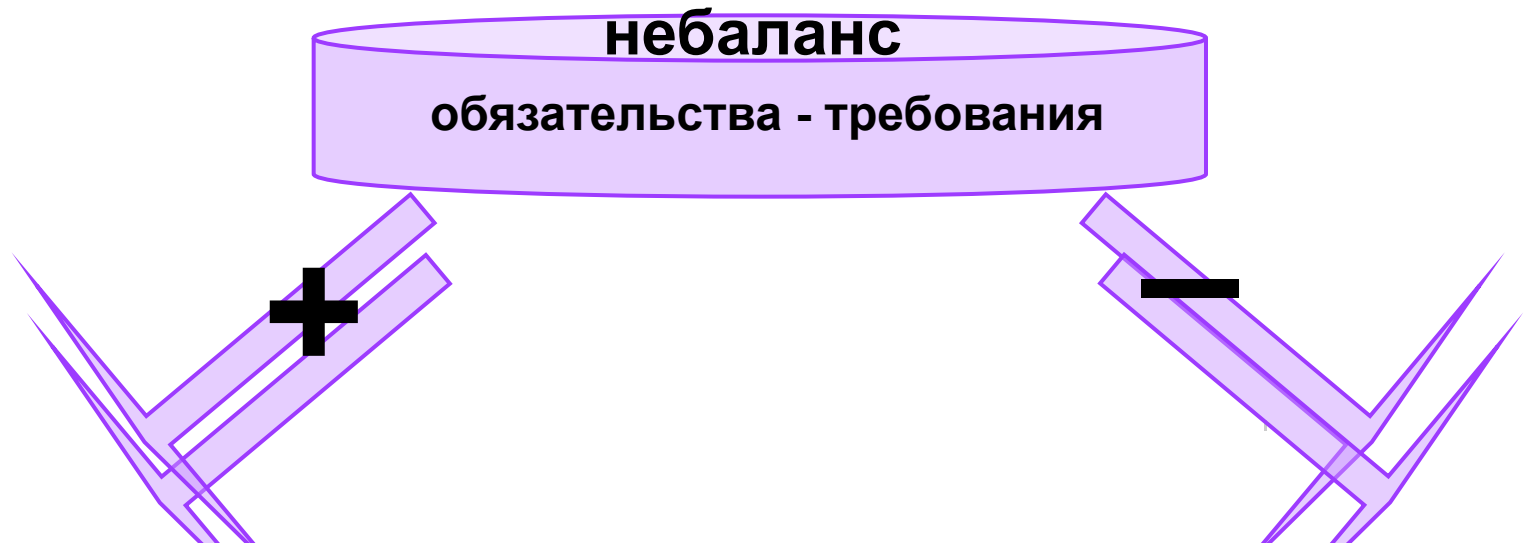 небаланс
обязательства - требования
+ −